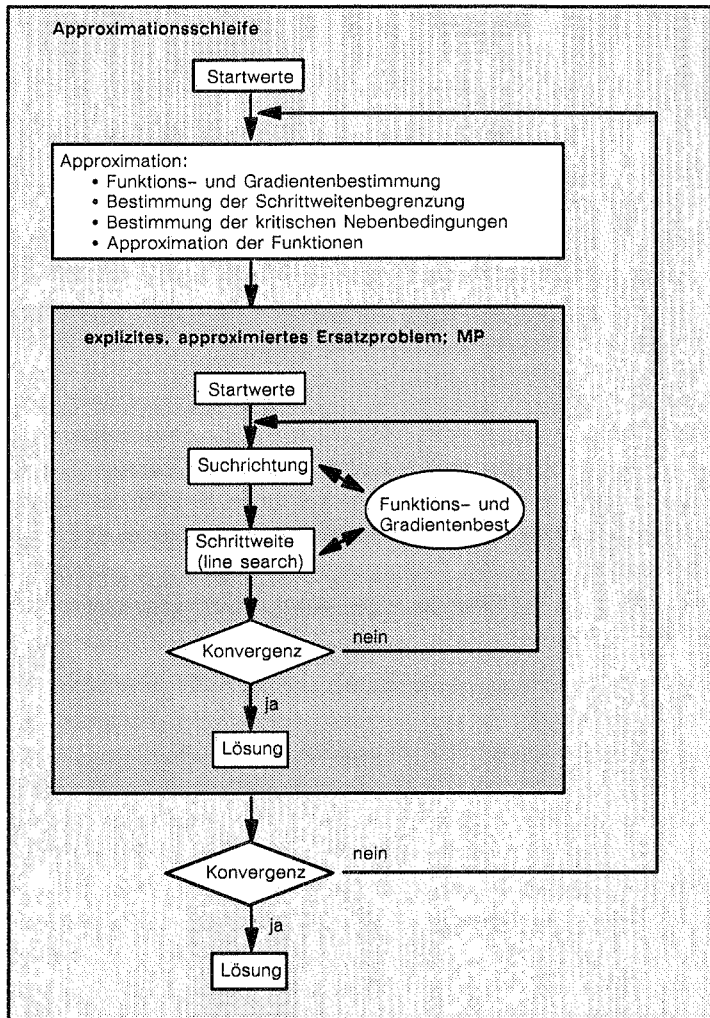 Approximationsschleife
Startwerte
Approximation:
• Funktions- und Gradientenbestimmung
• Bestimmung der Schrittweitenbegrenzung
• Bestimmung der kritischen Nebenbedingungen
• Approximation der Funktionen
explizites, approximiertes Ersatzproblem; MP
Startwerte
Suchrichtung
Funktions- und
Gradientenbest
Schrittweite
(line search)
Konvergenz
nein
ja
Lösung
Konvergenz
nein
ja
Lösung